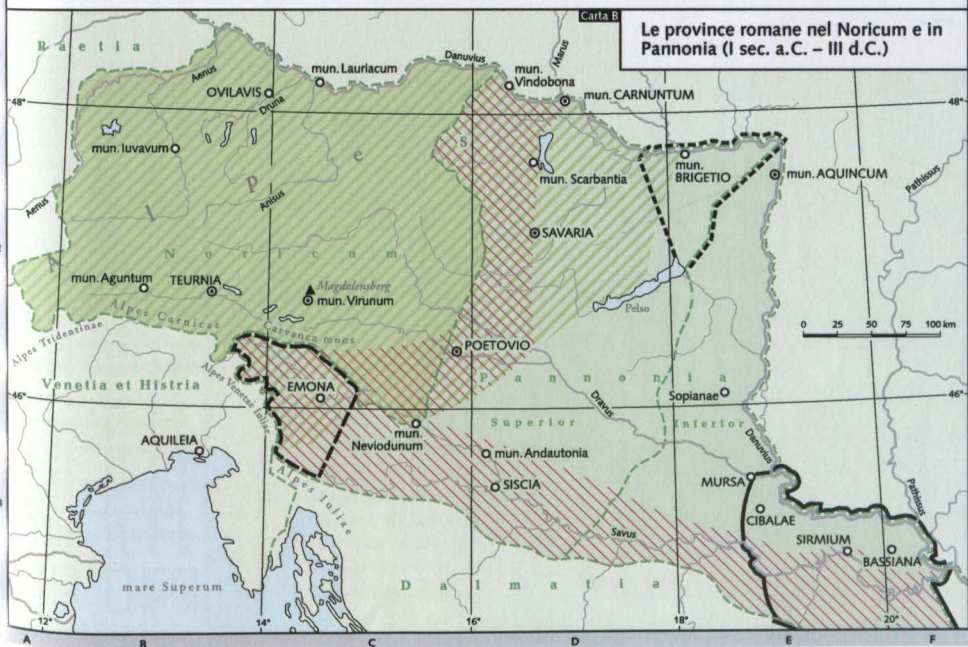 Carta B
Le province romane nel Noricum e in
Pannonia (I sec. a.C. – III d.C.)
Raetia
Danuvius
Marus
mun. Lauriacum
mun.
Vindobona
Aenus
OVILAVIS
Druna
mun. CARNUNTUM
48°
48°
mun. Iuvavum
mun. Scarbantia
mun.
BRIGETIO
mun. AQUINCUM
Pathissus
Anisus
Aenus
SAVARIA
Alpes
Noricum
mun. Aguntum
TEURNIA
Magdalensberg
mun. Virunum
Pelso
0 25 50 75 100 km
Alpes Carnicae
Carvanca mons
Alpes Tridentinae
POETOVIO
Pannonia
Venetia et Histria
Alpes Venetae Iuliae
EMONA
Sopianae
46°
46°
Dravus
Superior
Inferior
mun.
Neviodunum
Danuvius
AQUILEIA
mun. Andautonia
Alpes Iuliae
SISCIA
MURSA
Pathissus
CIBALAE
Savus
SIRMIUM
BASSIANA
mare Superum
Dalmatia
12°
14°
16°
18°
20°
A
B
C
D
E
F